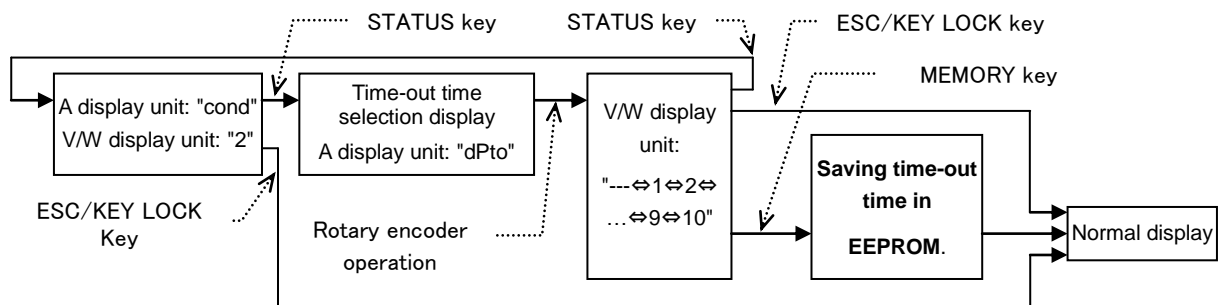 STATUS key
STATUS key
ESC/KEY LOCK key
MEMORY key
A display unit: "cond"
V/W display unit: "2"
Time-out time
selection display
A display unit: "dPto"
V/W display
unit:
"---⇔1⇔2⇔
…⇔9⇔10"
Saving time-out
time in
EEPROM.
Normal display
ESC/KEY LOCK
Key
Rotary encoder
operation